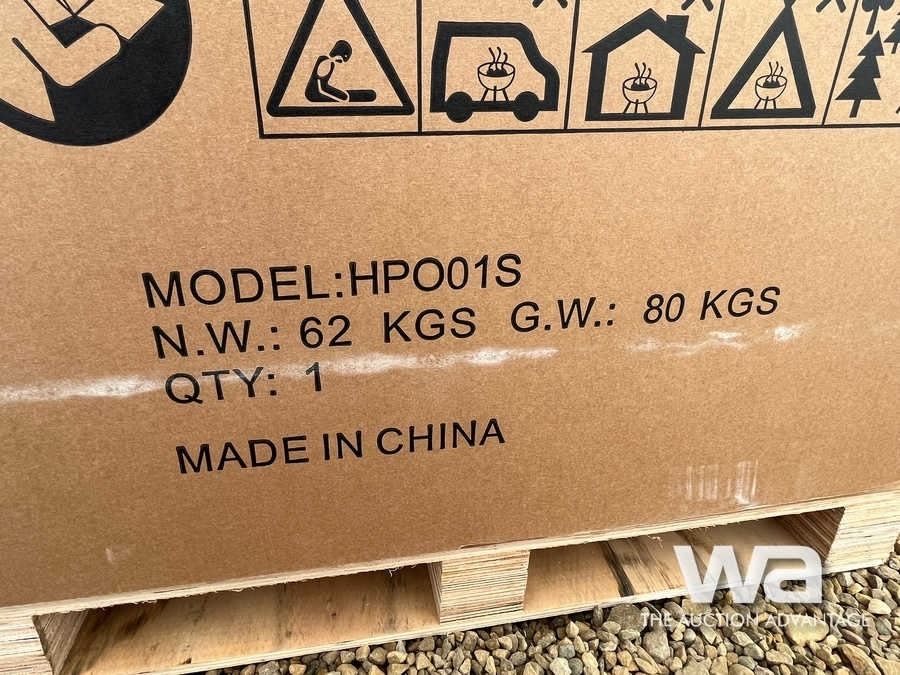 MODEL:HPO01S
N.W.: 62 KGS G.W.: 80 KGS
QTY: 1
MADE IN CHINA
wa
THE AUCTION ADVANTAGE